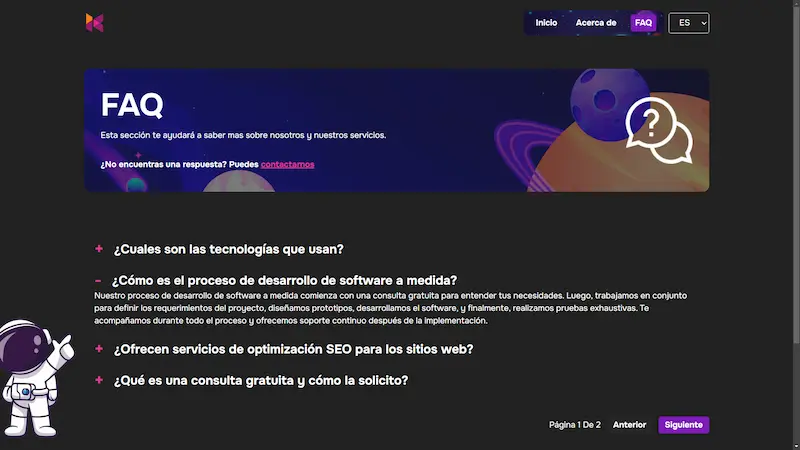 Inicio Acerca de FAQ ES
FAQ
Esta sección te ayudará a saber mas sobre nosotros y nuestros servicios.
¿No encuentras una respuesta? Puedes contactarnos
+ ¿Cuales son las tecnologías que usan?
- ¿Cómo es el proceso de desarrollo de software a medida?
Nuestro proceso de desarrollo de software a medida comienza con una consulta gratuita para entender tus necesidades. Luego, trabajamos en conjunto
para definir los requerimientos del proyecto, diseñamos prototipos, desarrollamos el software, y finalmente, realizamos pruebas exhaustivas. Te
acompañamos durante todo el proceso y ofrecemos soporte continuo después de la implementación.
+ ¿Ofrecen servicios de optimización SEO para los sitios web?
+ ¿Qué es una consulta gratuita y cómo la solicito?
Página 1 De 2 Anterior Siguiente